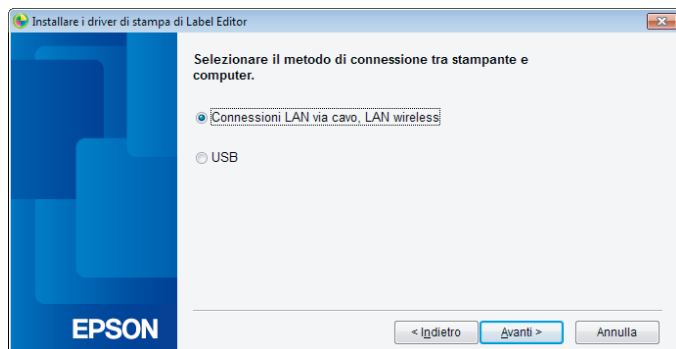 Installare i driver di stampa di Label Editor
Selezionare il metodo di connessione tra stampante e
computer.
Connessioni LAN via cavo, LAN wireless
USB
EPSON
< Indietro
Avanti >
Annulla